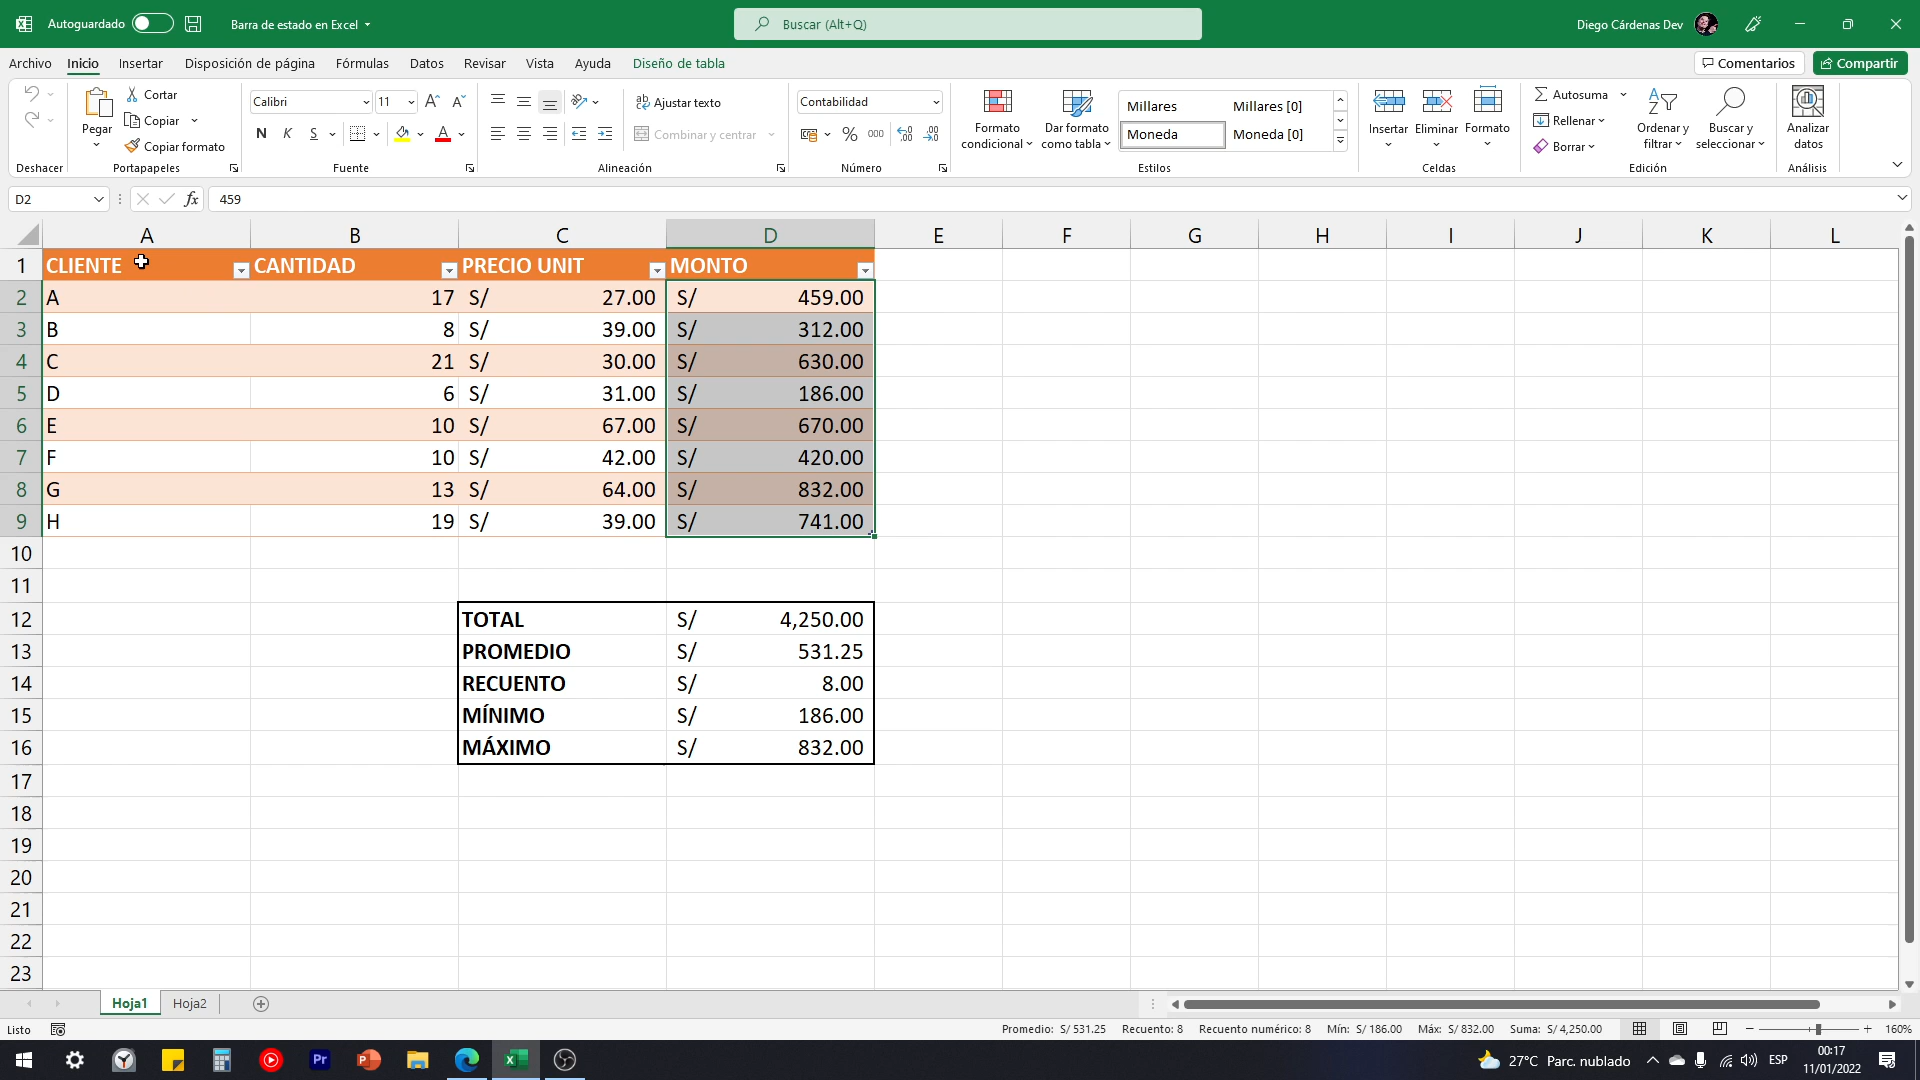 Autoguardado
Barra de estado en Excel
Buscar (Alt+Q)
Diego Cárdenas Dev
Archivo Inicio Insertar Disposición de página Fórmulas Datos Revisar Vista Ayuda Diseño de tabla
Comentarios Compartir
Pegar
Cortar
Copiar
Copiar formato
Calibri 11
N K S
Ajustar texto
Combinar y centrar
Contabilidad
% 000
Formato condicional
Dar formato como tabla
Millares Millares [0]
Moneda Moneda [0]
Insertar Eliminar Formato
Autosuma
Rellenar
Borrar
Ordenar y filtrar
Buscar y seleccionar
Analizar datos
Deshacer Portapapeles Fuente Alineación Número Estilos Celdas Edición Análisis
D2 fx 459
A B C D E F G H I J K L
1 CLIENTE CANTIDAD PRECIO UNIT MONTO
2 A 17 S/ 27.00 S/ 459.00
3 B 8 S/ 39.00 S/ 312.00
4 C 21 S/ 30.00 S/ 630.00
5 D 6 S/ 31.00 S/ 186.00
6 E 10 S/ 67.00 S/ 670.00
7 F 10 S/ 42.00 S/ 420.00
8 G 13 S/ 64.00 S/ 832.00
9 H 19 S/ 39.00 S/ 741.00
10
11
12 TOTAL S/ 4,250.00
13 PROMEDIO S/ 531.25
14 RECUENTO S/ 8.00
15 MÍNIMO S/ 186.00
16 MÁXIMO S/ 832.00
17
18
19
20
21
22
23
Hoja1 Hoja2
Listo
Promedio: S/ 531.25 Recuento: 8 Recuento numérico: 8 Mín: S/ 186.00 Máx: S/ 832.00 Suma: S/ 4,250.00
160%
Pr
27°C Parc. nublado
ESP
00:17
11/01/2022